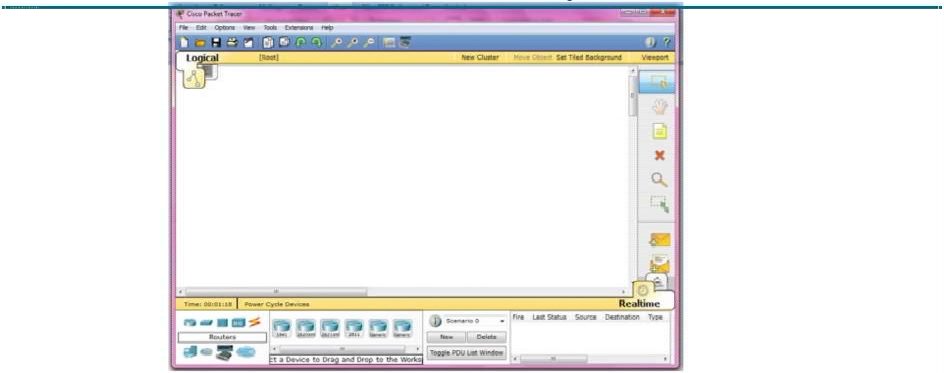 Cisco Packet Tracer
File Edit Options View Tools Extensions Help
Logical [Root] New Cluster Move Object Set Tiled Background Viewport
Time: 00:01:18 Power Cycle Devices Realtime
Routers
1841 2811 Generic Generic
ct a Device to Drag and Drop to the Works
Scenario 0
New Delete
Toggle PDU List Window
Fire Last Status Source Destination Type